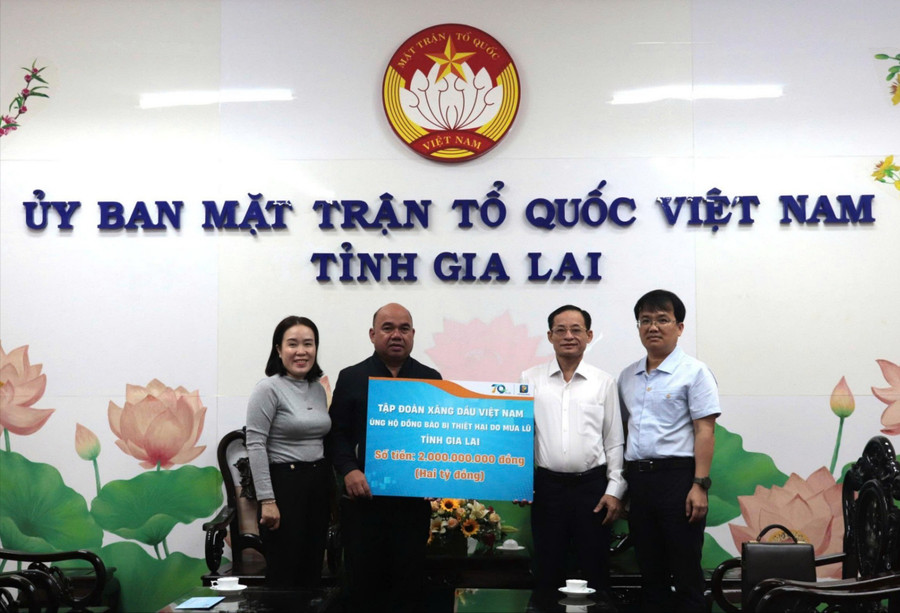 MẶT TRẬN TỔ QUỐC
VIỆT NAM
ỦY BAN MẶT TRẬN TỔ QUỐC VIỆT NAM
TỈNH GIA LAI
70
TẬP ĐOÀN XĂNG DẦU VIỆT NAM
ỦNG HỘ ĐỒNG BÀO BỊ THIỆT HẠI DO MƯA LŨ
TỈNH GIA LAI
Số tiền: 2.000.000.000 đồng
(Hai tỷ đồng)